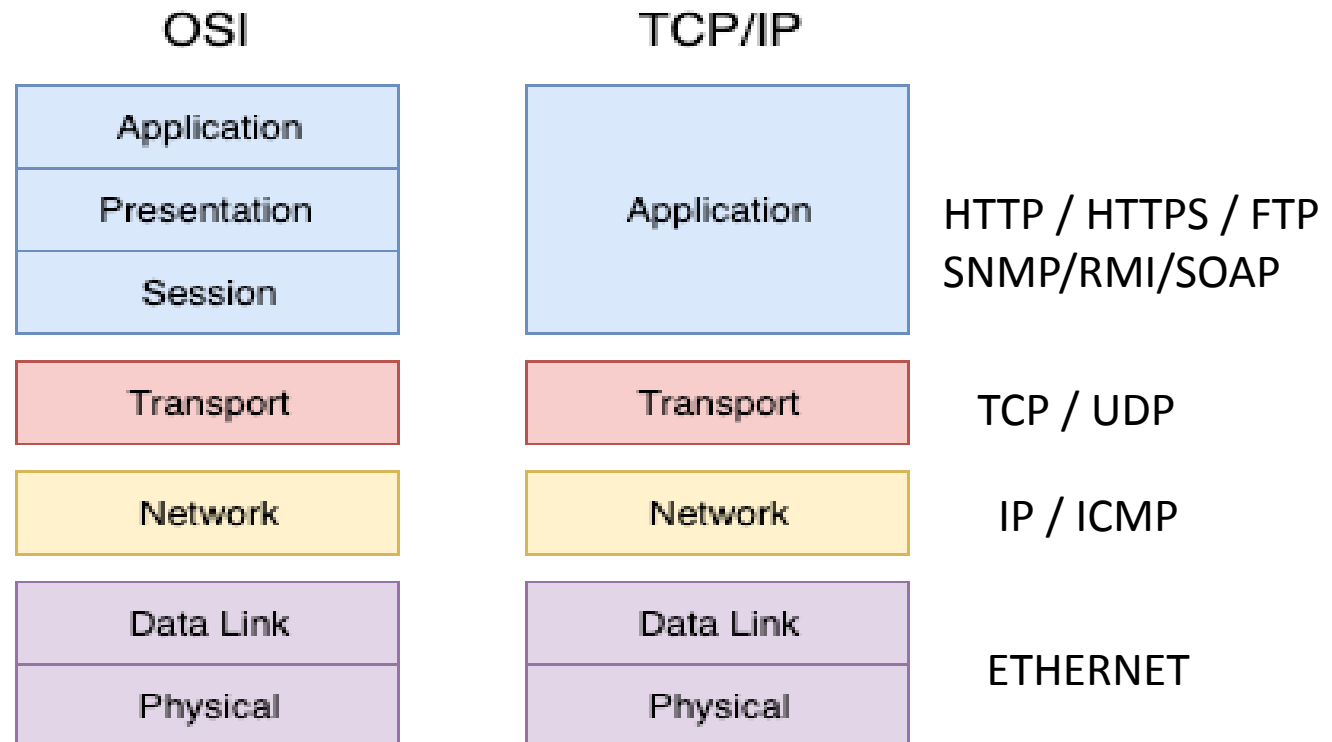 OSI
TCP/IP
Application
Presentation
Session
Application
HTTP / HTTPS / FTP
SNMP/RMI/SOAP
Transport
Transport
TCP / UDP
Network
Network
IP / ICMP
Data Link
Physical
Data Link
Physical
ETHERNET